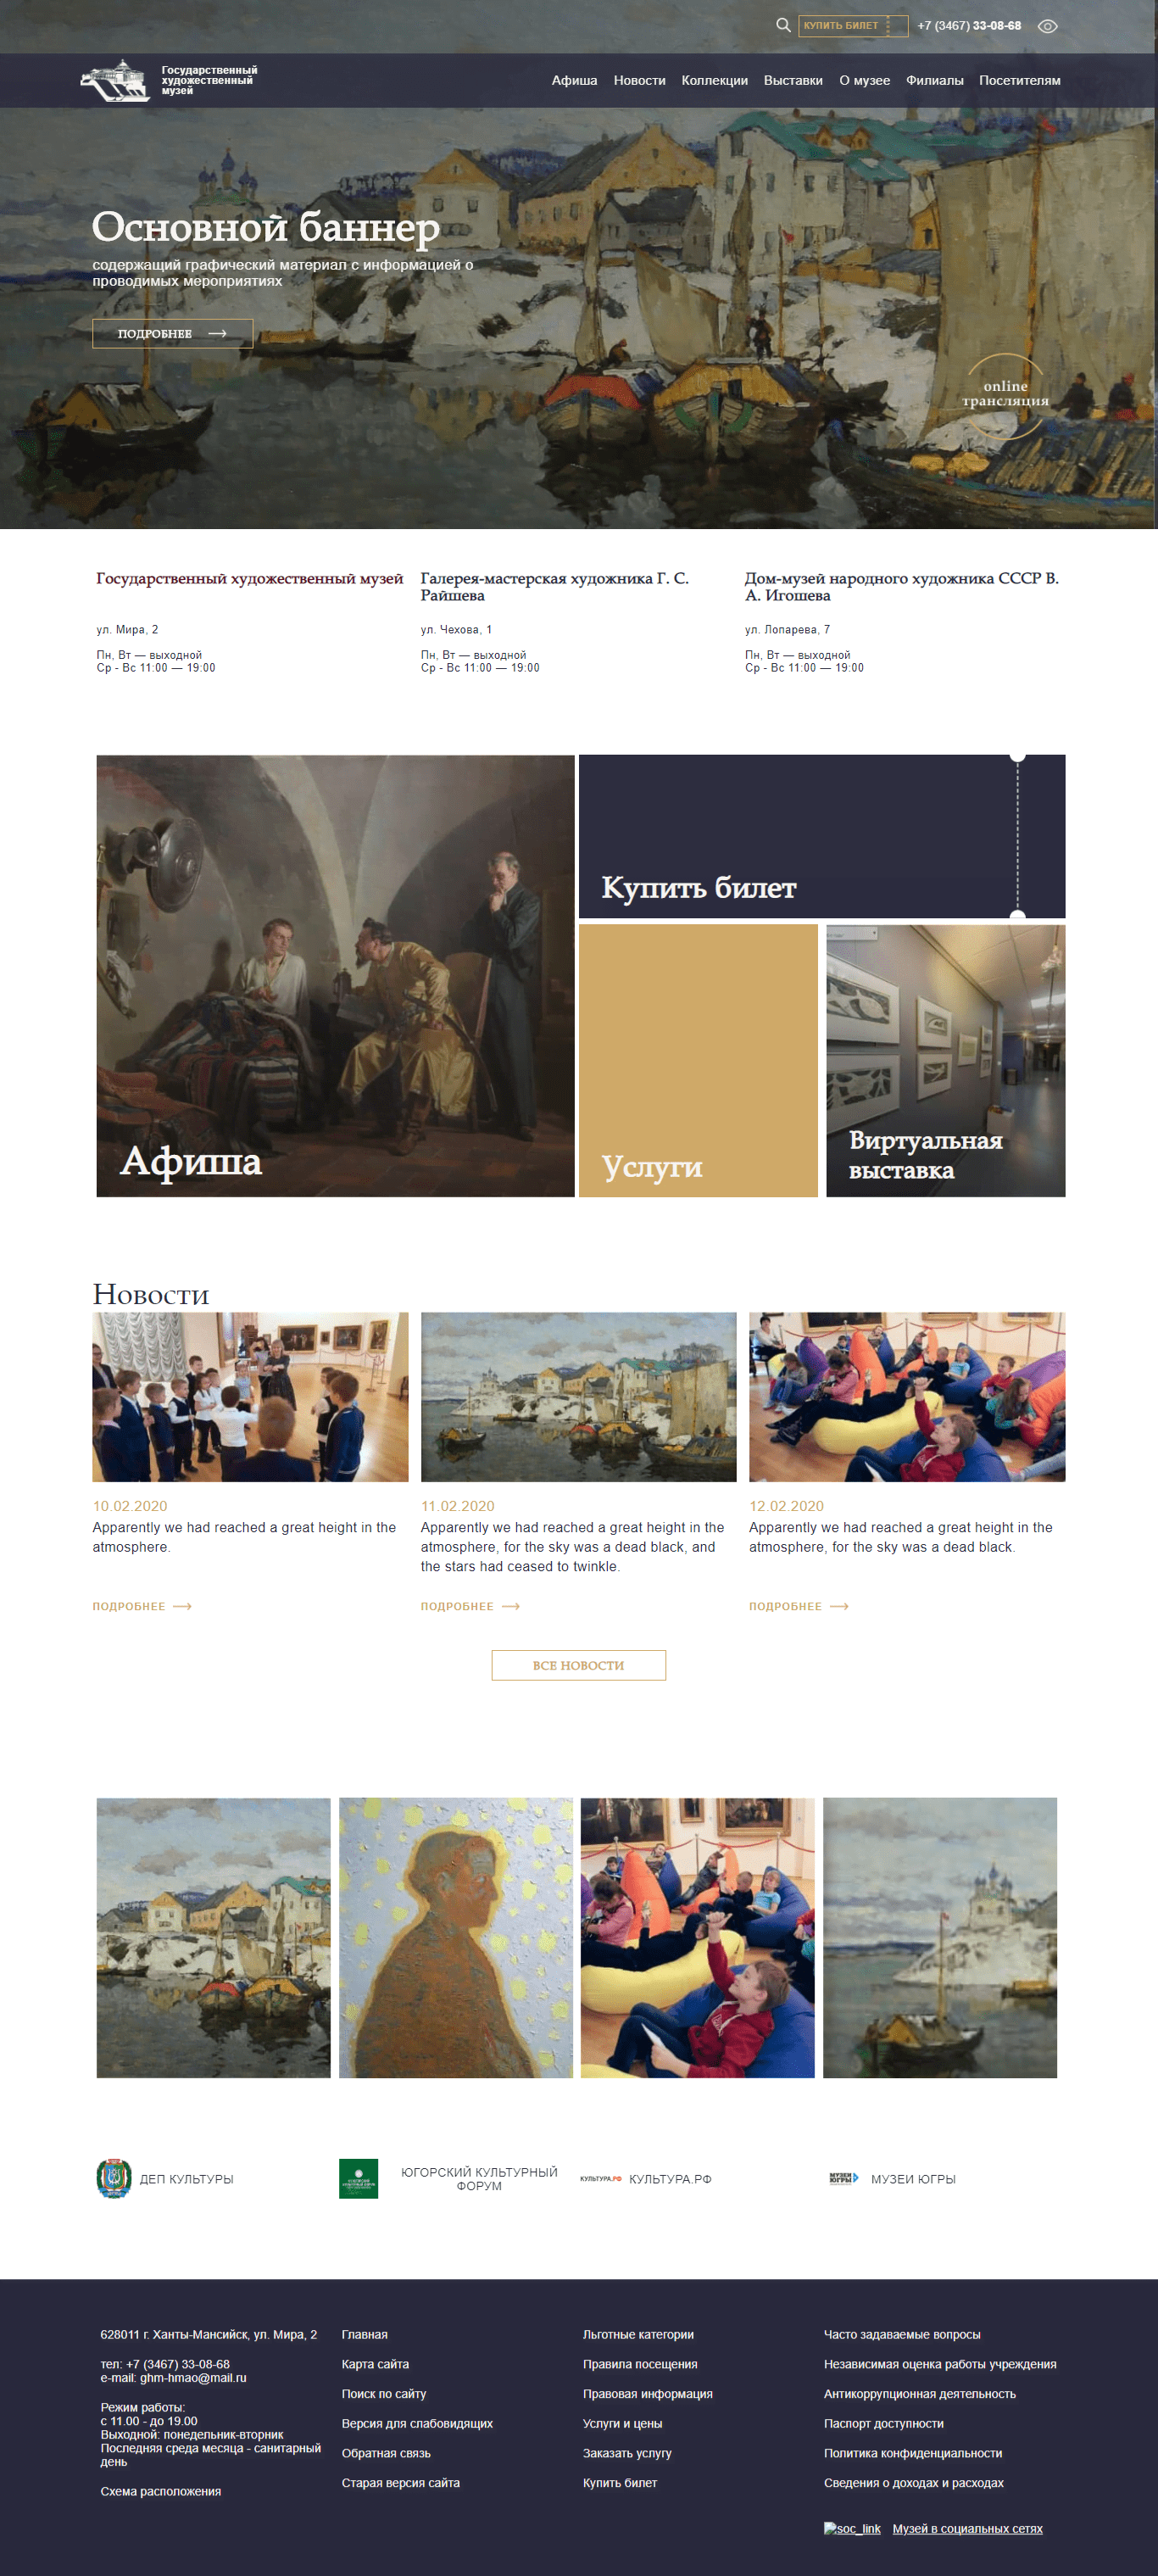 КУПИТЬ БИЛЕТ
+7 (3467) 33-08-68
Государственный
художественный
музей
Афиша Новости Коллекции Выставки О музее Филиалы Посетителям
Основной баннер
содержащий графический материал с информацией о
проводимых мероприятиях
ПОДРОБНЕЕ
online
трансляция
Государственный художественный музей
ул. Мира, 2
Пн, Вт — выходной
Ср - Вс 11:00 — 19:00
Галерея-мастерская художника Г. С.
Райшева
ул. Чехова, 1
Пн, Вт — выходной
Ср - Вс 11:00 — 19:00
Дом-музей народного художника СССР В.
А. Игошева
ул. Лопарева, 7
Пн, Вт — выходной
Ср - Вс 11:00 — 19:00
Афиша
Купить билет
Услуги
Виртуальная
выставка
Новости
10.02.2020
Apparently we had reached a great height in the
atmosphere.
ПОДРОБНЕЕ
11.02.2020
Apparently we had reached a great height in the
atmosphere, for the sky was a dead black, and
the stars had ceased to twinkle.
ПОДРОБНЕЕ
12.02.2020
Apparently we had reached a great height in the
atmosphere, for the sky was a dead black.
ПОДРОБНЕЕ
ВСЕ НОВОСТИ
ДЕП КУЛЬТУРЫ
ЮГОРСКИЙ КУЛЬТУРНЫЙ
ФОРУМ
КУЛЬТУРА.РФ
КУЛЬТУРА.РФ
МУЗЕИ
ЮГРЫ
МУЗЕИ ЮГРЫ
628011 г. Ханты-Мансийск, ул. Мира, 2
тел: +7 (3467) 33-08-68
e-mail: ghm-hmao@mail.ru
Режим работы:
с 11.00 - до 19.00
Выходной: понедельник-вторник
Последняя среда месяца - санитарный
день
Схема расположения
Главная
Карта сайта
Поиск по сайту
Версия для слабовидящих
Обратная связь
Старая версия сайта
Льготные категории
Правила посещения
Правовая информация
Услуги и цены
Заказать услугу
Купить билет
Часто задаваемые вопросы
Независимая оценка работы учреждения
Антикоррупционная деятельность
Паспорт доступности
Политика конфиденциальности
Сведения о доходах и расходах
soc_link Музей в социальных сетях